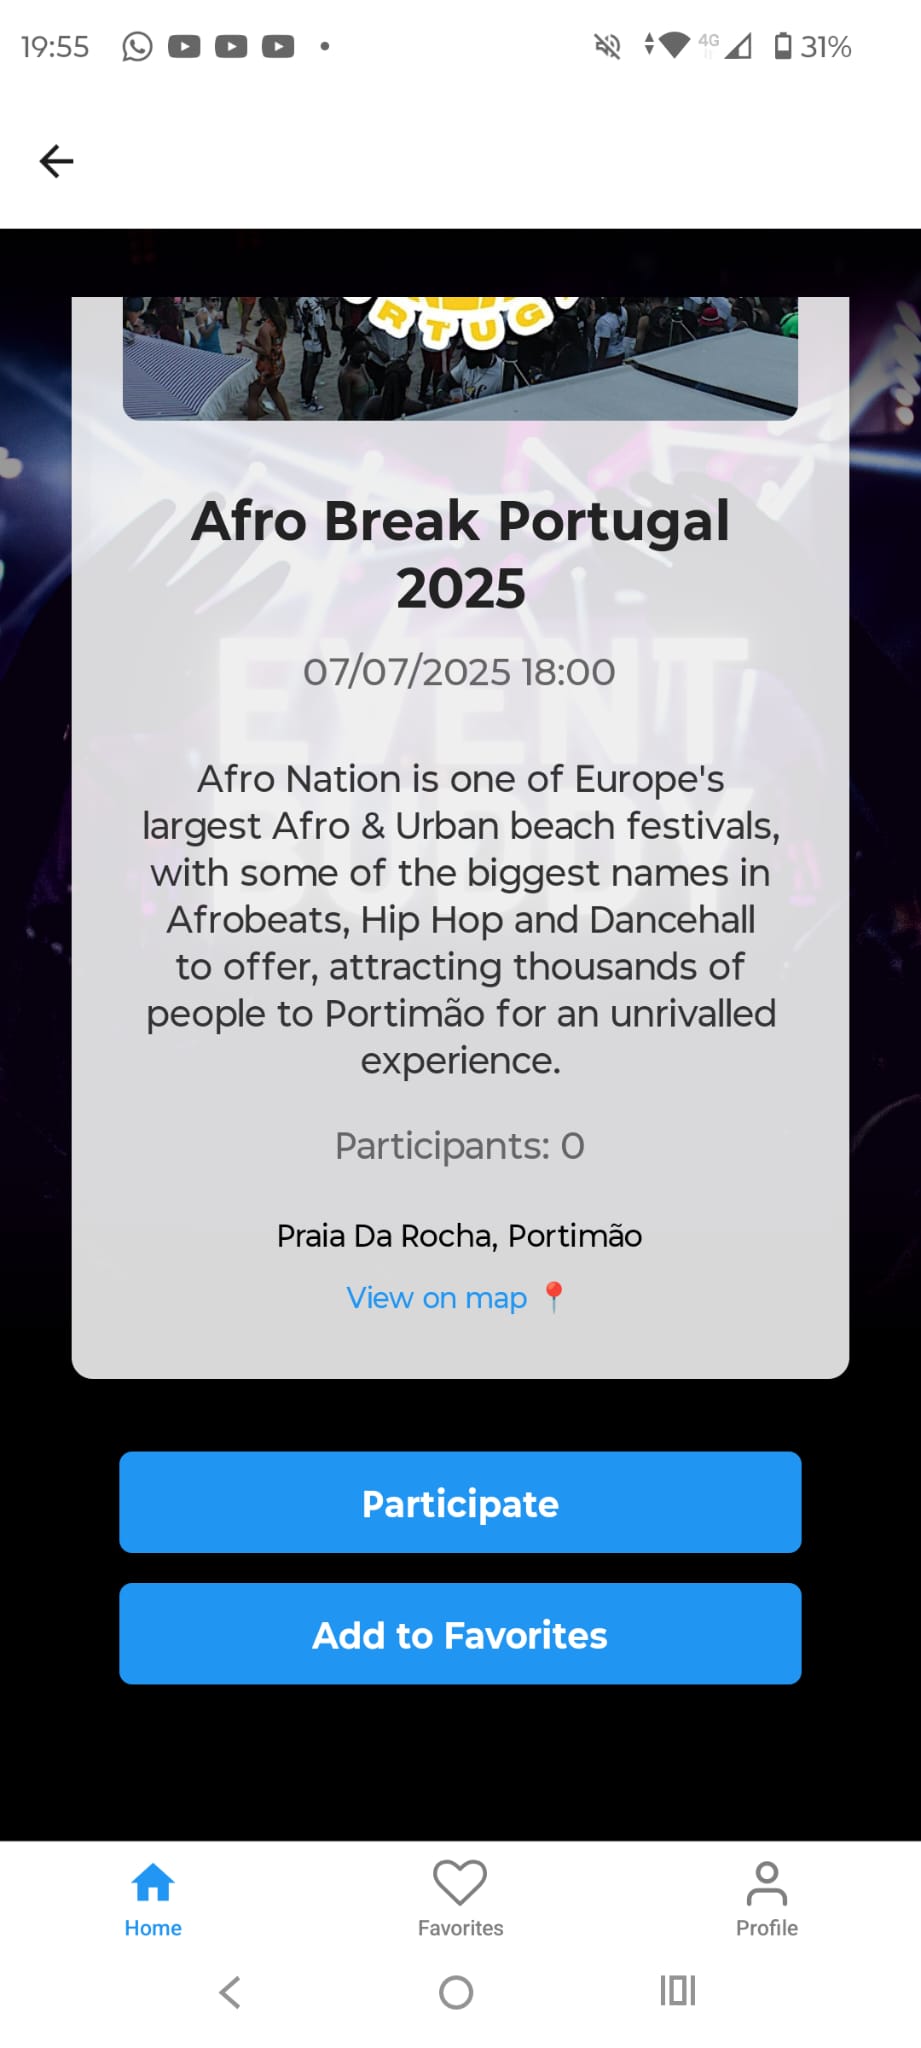 19:55
4G
31%
RTUG
Afro Break Portugal
2025
07/07/2025 18:00
EVENT
BUDDY
Afro Nation is one of Europe's
largest Afro & Urban beach festivals,
with some of the biggest names in
Afrobeats, Hip Hop and Dancehall
to offer, attracting thousands of
people to Portimão for an unrivalled
experience.
Participants: 0
Praia Da Rocha, Portimão
View on map 📍
Participate
Add to Favorites
Home
Favorites
Profile